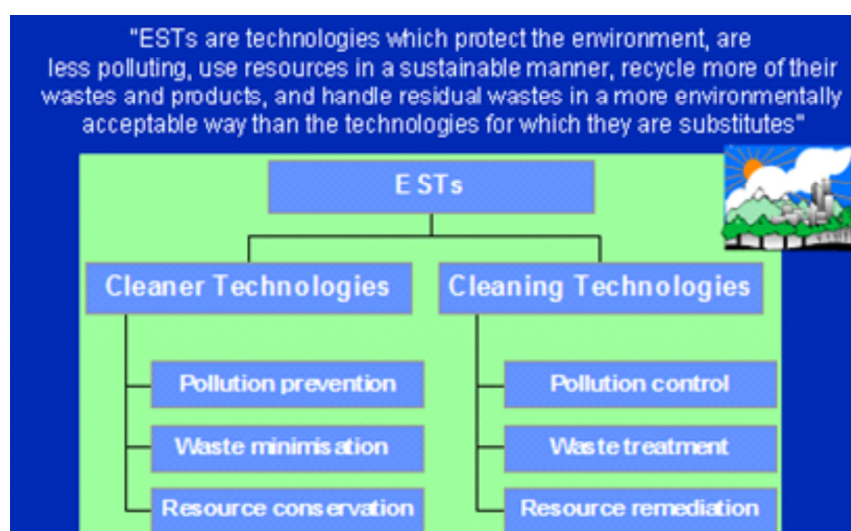 "ESTs are technologies which protect the environment, are
less polluting, use resources in a sustainable manner, recycle more of their
wastes and products, and handle residual wastes in a more environmentally
acceptable way than the technologies for which they are substitutes"
ESTs
Cleaner Technologies
Cleaning Technologies
Pollution prevention
Pollution control
Waste minimisation
Waste treatment
Resource conservation
Resource remediation